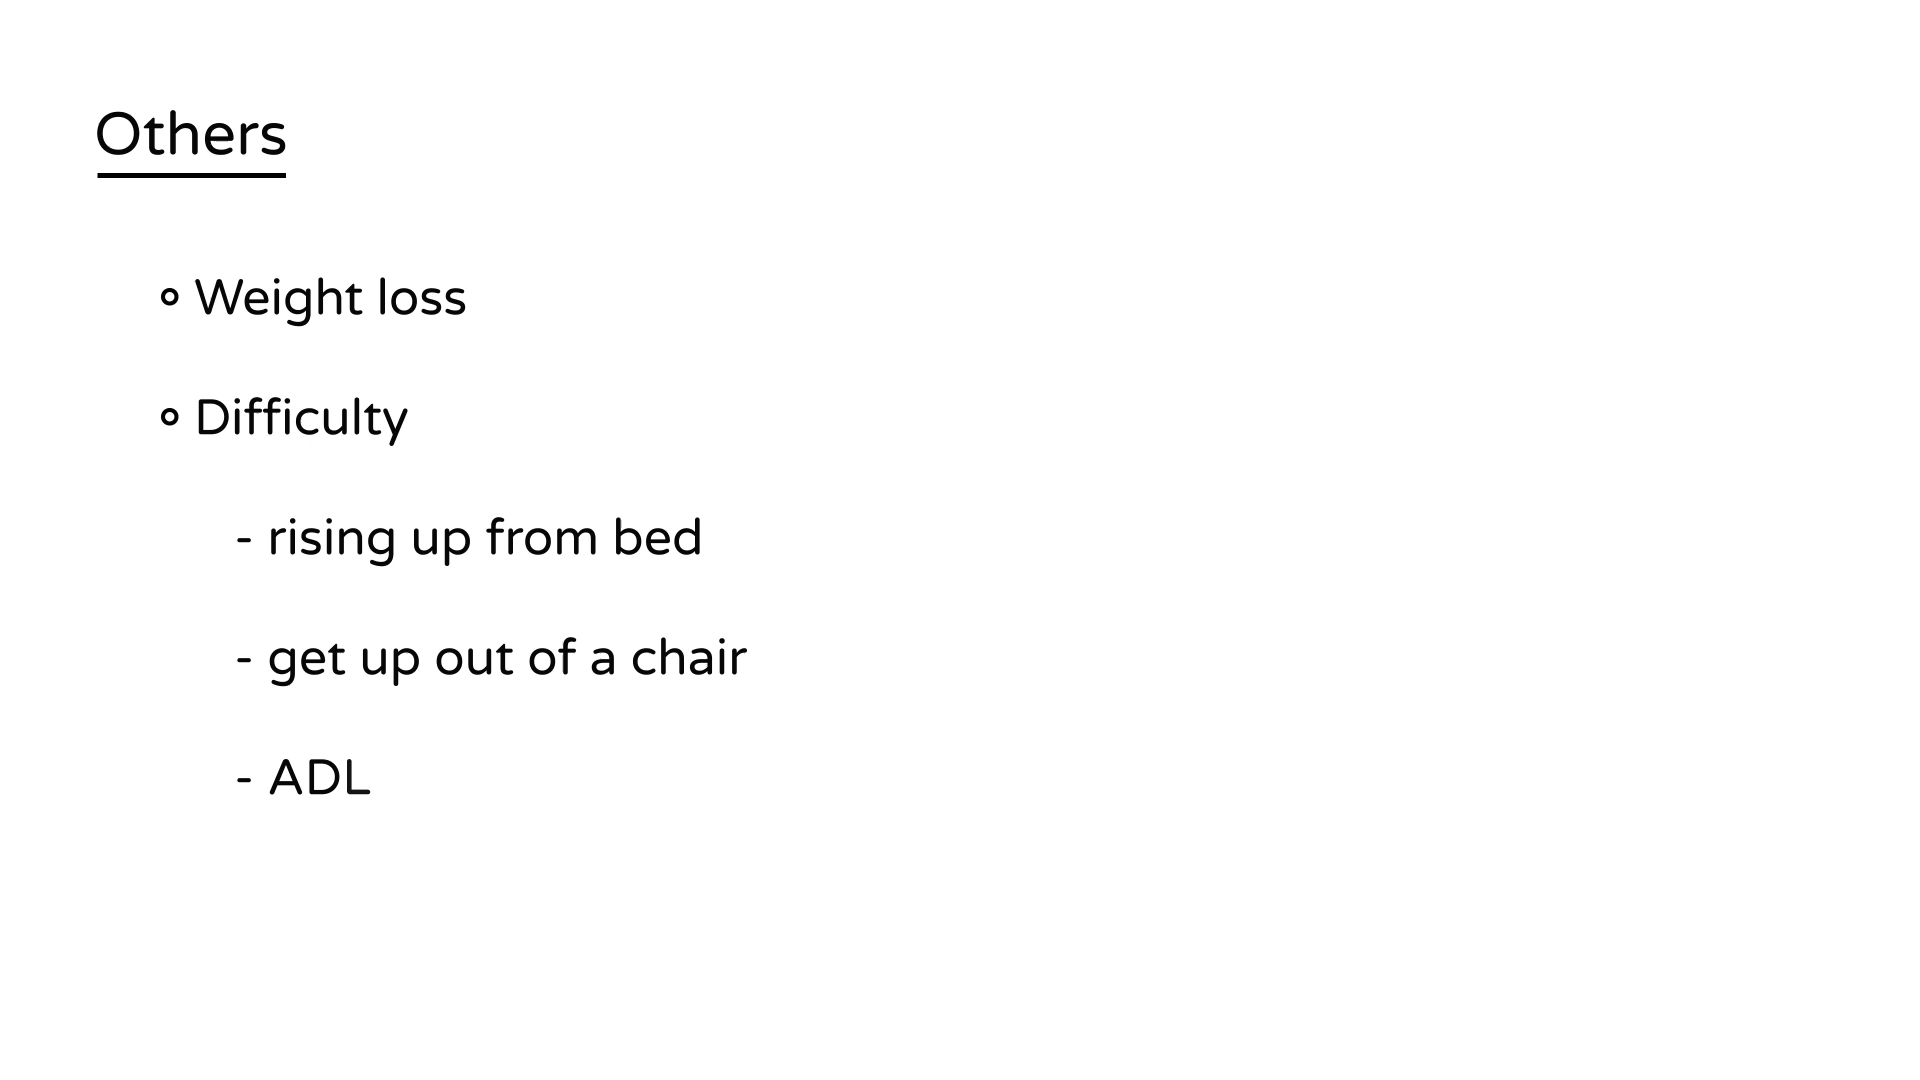 Others
∘ Weight loss
∘ Difficulty
- rising up from bed
- get up out of a chair
- ADL